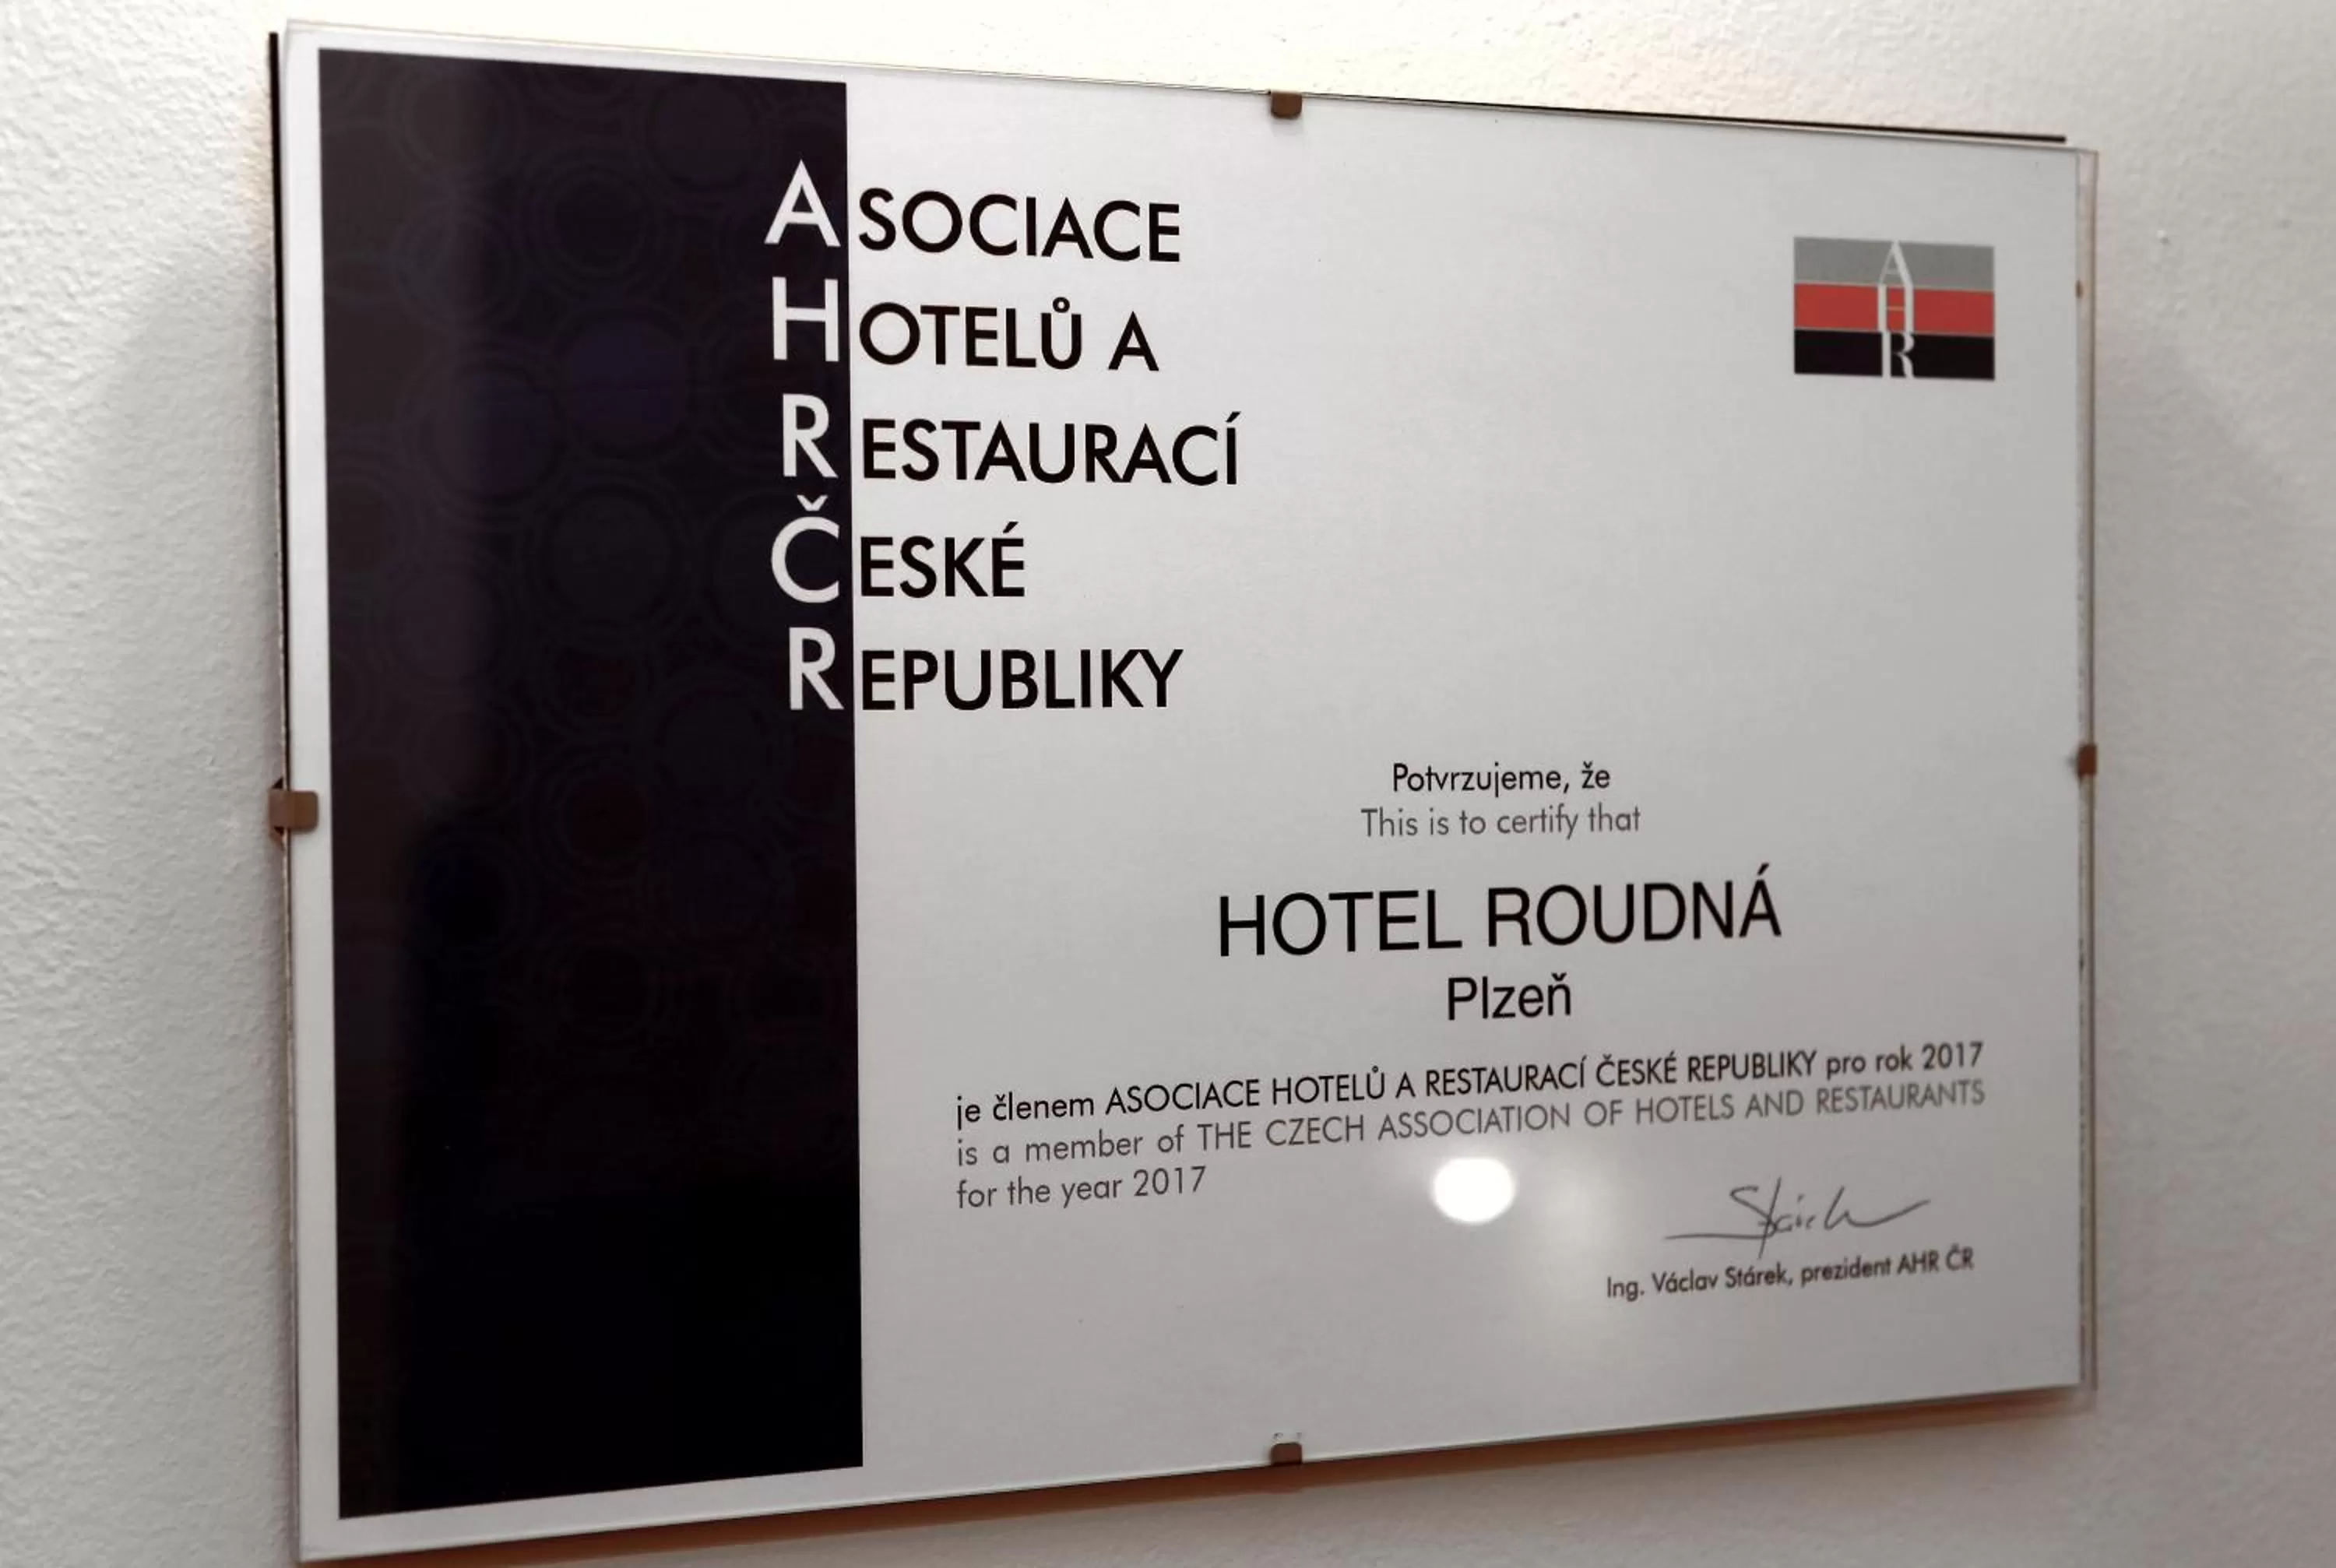 ASOCIACE
HOTELŮ A
RESTAURACÍ
ČESKÉ
REPUBLIKY
AHR
Potvrzujeme, že
This is to certify that
HOTEL ROUDNÁ
Plzeň
je členem ASOCIACE HOTELŮ A RESTAURACÍ ČESKÉ REPUBLIKY pro rok 2017
is a member of THE CZECH ASSOCIATION OF HOTELS AND RESTAURANTS
for the year 2017
Ing. Václav Stárek, prezident AHR ČR